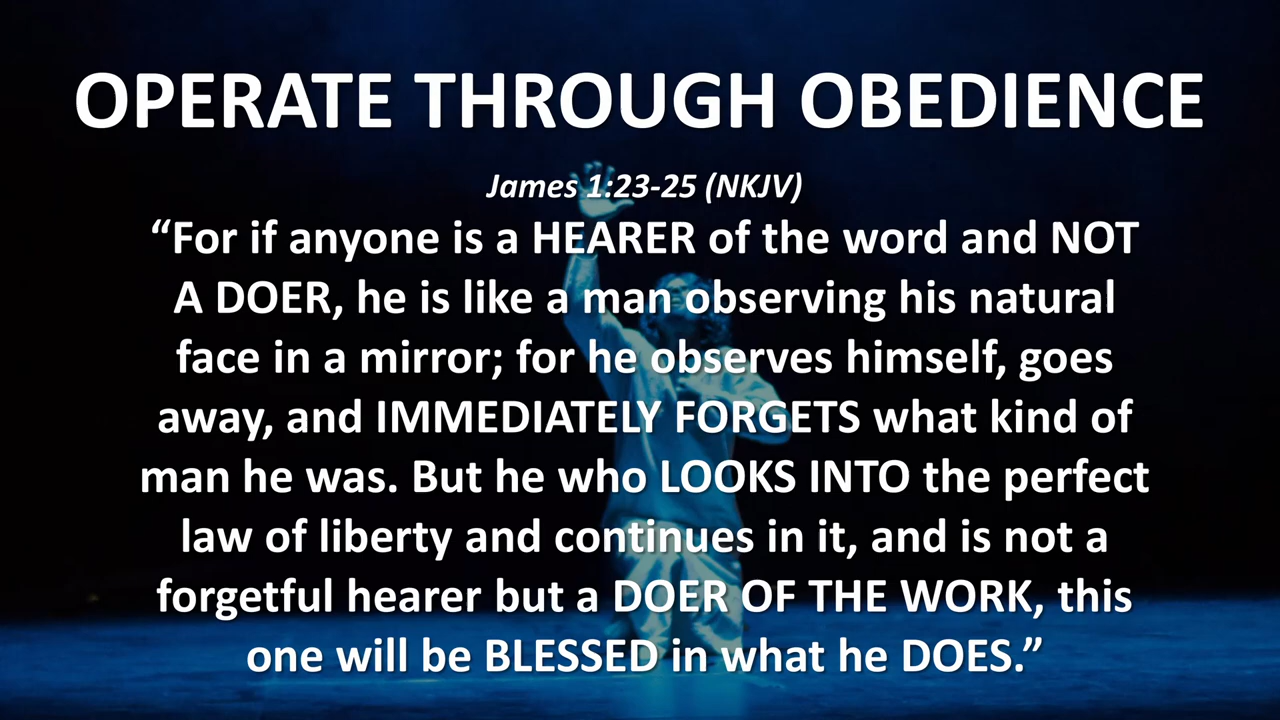 OPERATE THROUGH OBEDIENCE
James 1:23-25 (NKJV)
“For if anyone is a HEARER of the word and NOT
A DOER, he is like a man observing his natural
face in a mirror; for he observes himself, goes
away, and IMMEDIATELY FORGETS what kind of
man he was. But he who LOOKS INTO the perfect
law of liberty and continues in it, and is not a
forgetful hearer but a DOER OF THE WORK, this
one will be BLESSED in what he DOES.”